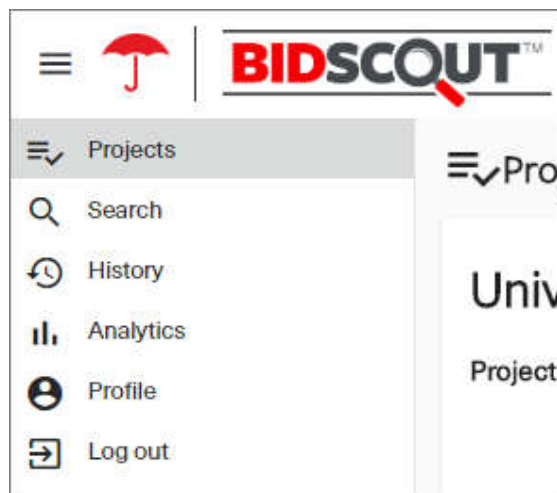 BIDSCOUT™
Projects
Search
History
Analytics
Profile
Log out
Pro
Univ
Project